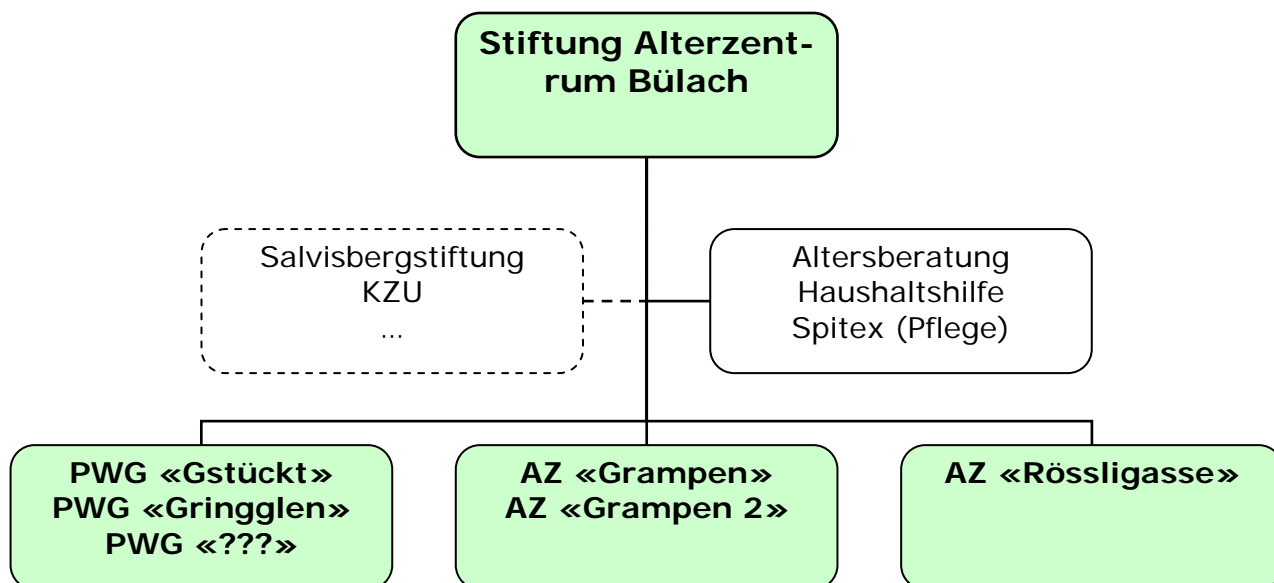 Stiftung Alterzent-
rum Bülach
Salvisbergstiftung
KZU
...
Altersberatung
Haushaltshilfe
Spitex (Pflege)
PWG «Gstückt»
PWG «Gringglen»
PWG «???»
AZ «Grampen»
AZ «Grampen 2»
AZ «Rössligasse»